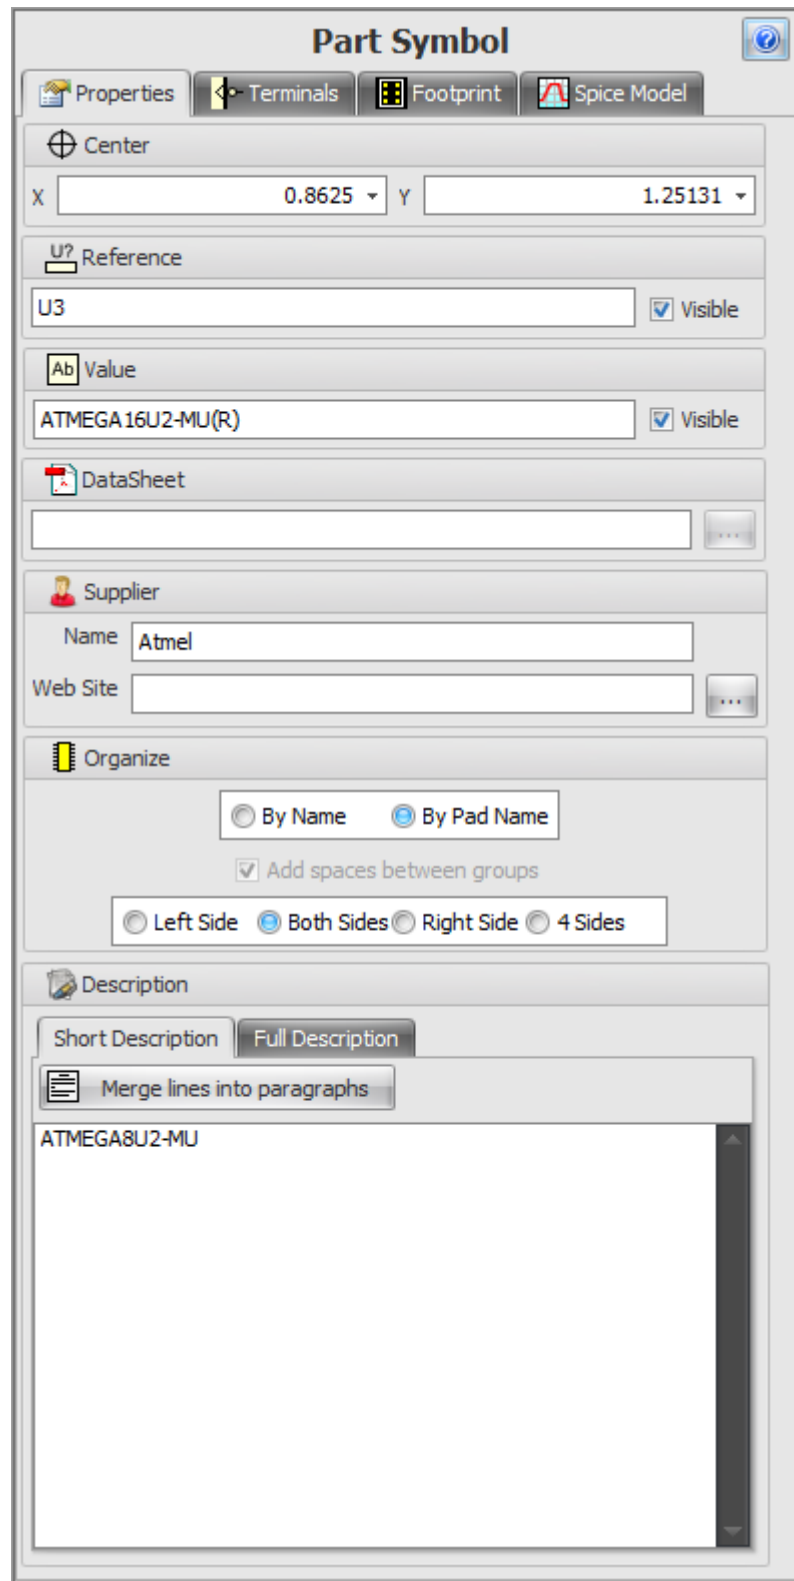 Part Symbol
Properties Terminals Footprint Spice Model
Center
X 0.8625 Y 1.25131
U? Reference
U3 Visible
Ab Value
ATMEGA16U2-MU(R) Visible
DataSheet
...
Supplier
Name Atmel
Web Site ...
Organize
By Name By Pad Name
Add spaces between groups
Left Side Both Sides Right Side 4 Sides
Description
Short Description Full Description
Merge lines into paragraphs
ATMEGA8U2-MU